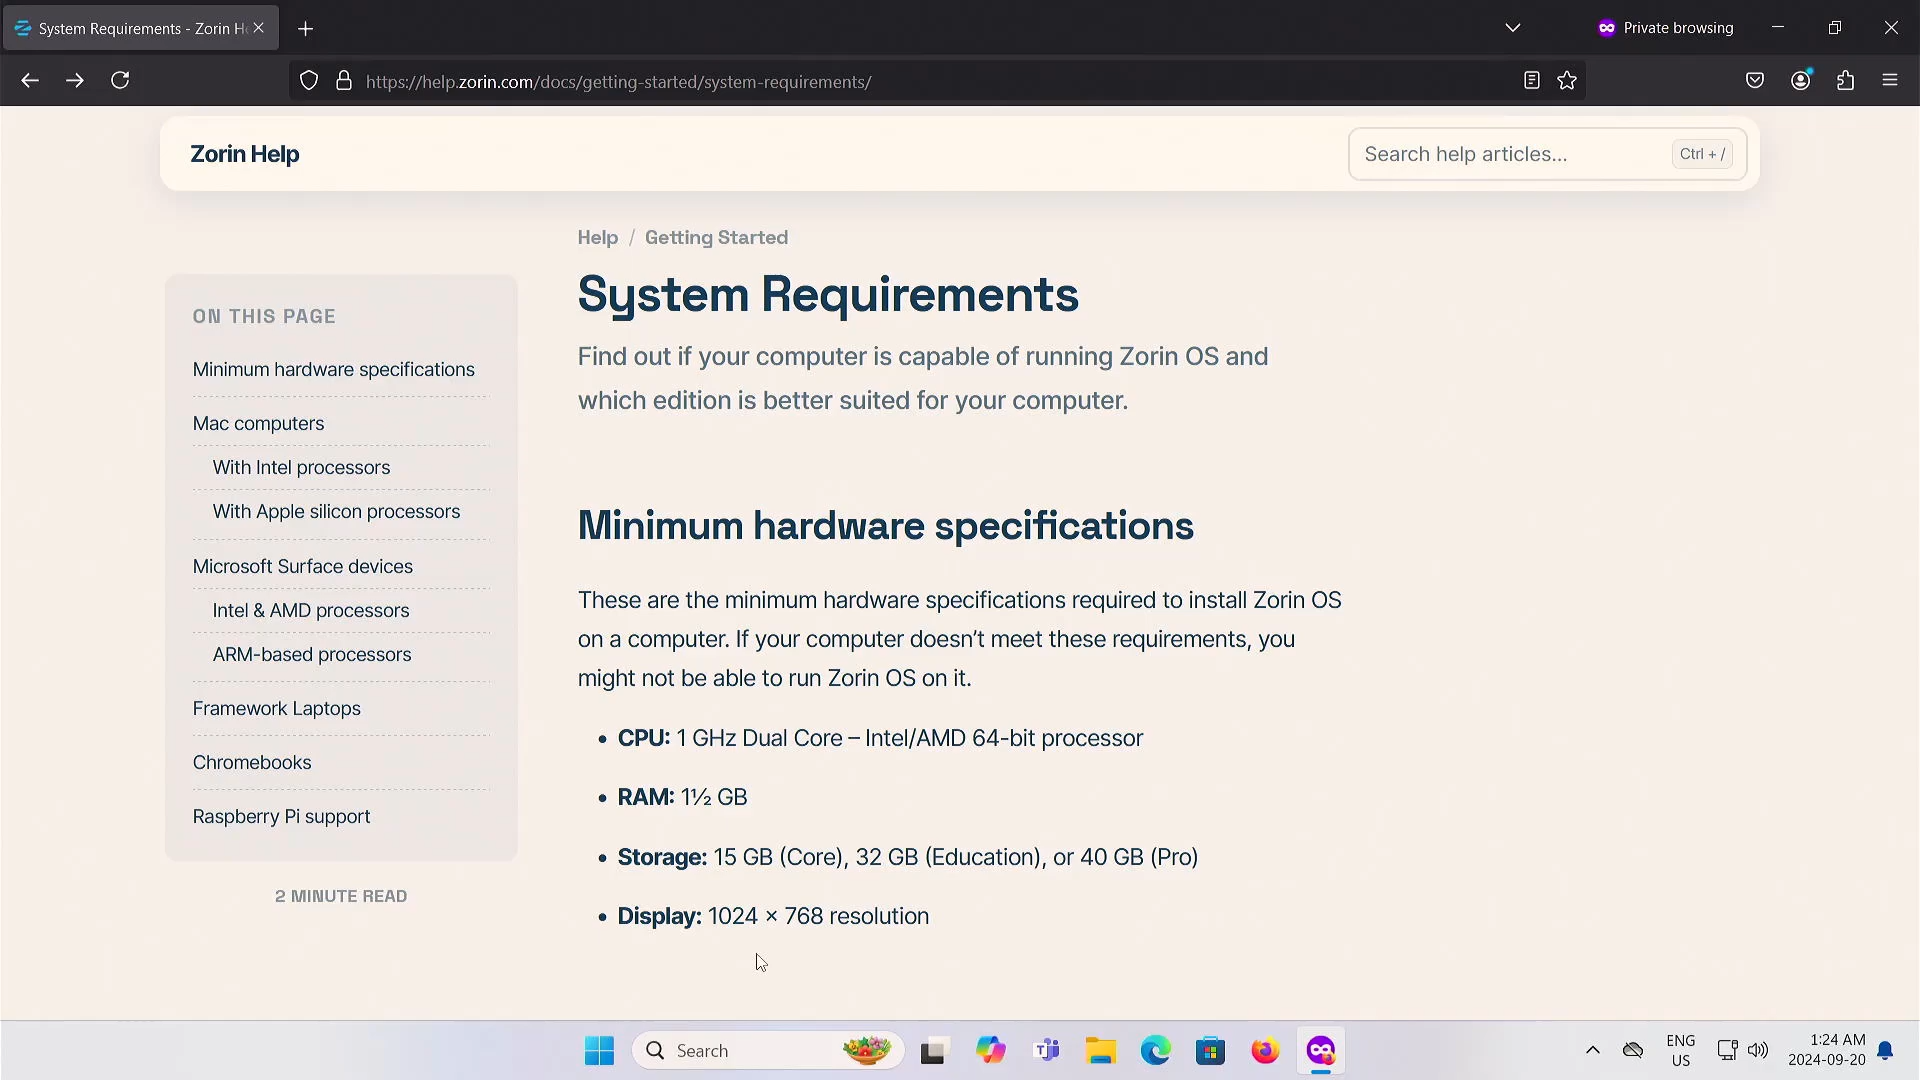 System Requirements - Zorin H
Private browsing
https://help.zorin.com/docs/getting-started/system-requirements/
Zorin Help
Search help articles...
Ctrl + /
Help / Getting Started
System Requirements
Find out if your computer is capable of running Zorin OS and
which edition is better suited for your computer.
ON THIS PAGE
Minimum hardware specifications
Mac computers
With Intel processors
With Apple silicon processors
Microsoft Surface devices
Intel & AMD processors
ARM-based processors
Framework Laptops
Chromebooks
Raspberry Pi support
2 MINUTE READ
Minimum hardware specifications
These are the minimum hardware specifications required to install Zorin OS
on a computer. If your computer doesn’t meet these requirements, you
might not be able to run Zorin OS on it.
• CPU: 1 GHz Dual Core – Intel/AMD 64-bit processor
• RAM: 1½ GB
• Storage: 15 GB (Core), 32 GB (Education), or 40 GB (Pro)
• Display: 1024 × 768 resolution
Search
ENG
US
1:24 AM
2024-09-20